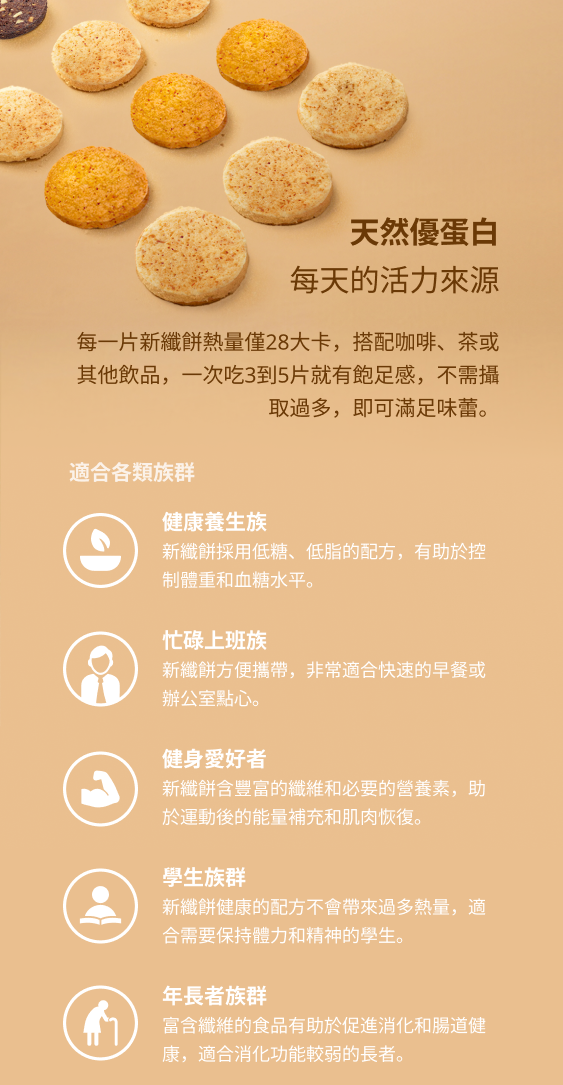 天然優蛋白
每天的活力來源
每一片新纖餅熱量僅28大卡，搭配咖啡、茶或
其他飲品，一次吃3到5片就有飽足感，不需攝
取過多，即可滿足味蕾。
適合各類族群
健康養生族
新纖餅採用低糖、低脂的配方，有助於控
制體重和血糖水平。
忙碌上班族
新纖餅方便攜帶，非常適合快速的早餐或
辦公室點心。
健身愛好者
新纖餅含豐富的纖維和必要的營養素，助
於運動後的能量補充和肌肉恢復。
學生族群
新纖餅健康的配方不會帶來過多熱量，適
合需要保持體力和精神的學生。
年長者族群
富含纖維的食品有助於促進消化和腸道健
康，適合消化功能較弱的長者。